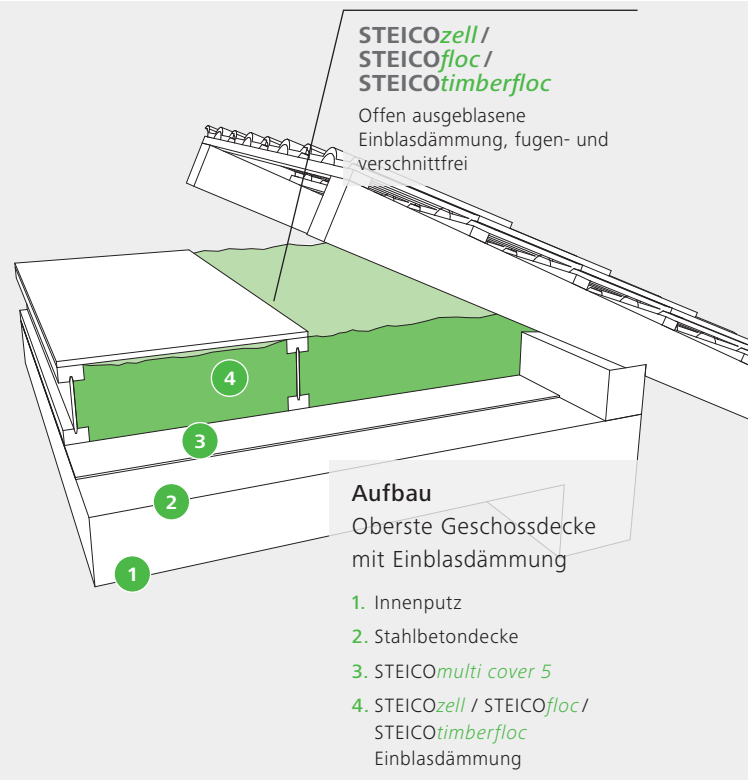 STEICOzell /
STEICOfloc /
STEICOtimberfloc
Offen ausgeblasene
Einblasdämmung, fugen- und
verschnittfrei
4
3
2
1
Aufbau
Oberste Geschossdecke
mit Einblasdämmung
1. Innenputz
2. Stahlbetondecke
3. STEICOmulti cover 5
4. STEICOzell / STEICOfloc /
STEICOtimberfloc
Einblasdämmung